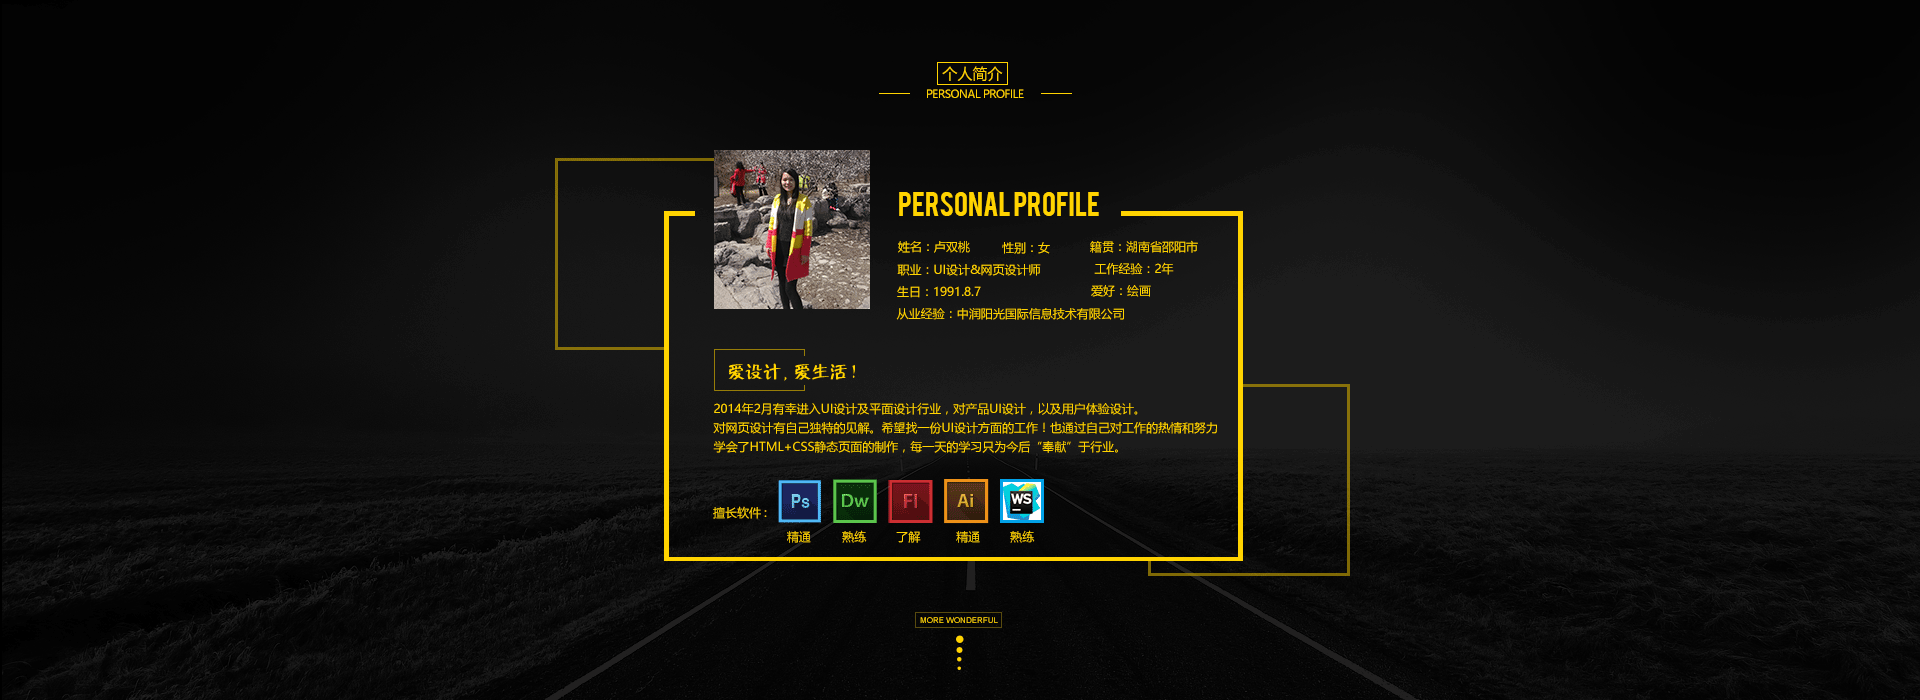 个人简介
PERSONAL PROFILE
PERSONAL PROFILE
姓名：卢双桃 性别：女 籍贯：湖南省邵阳市
职业：UI设计&网页设计师 工作经验：2年
生日：1991.8.7 爱好：绘画
从业经验：中润阳光国际信息技术有限公司
爱设计，爱生活！
2014年2月有幸进入UI设计及平面设计行业，对产品UI设计，以及用户体验设计。
对网页设计有自己独特的见解。希望找一份UI设计方面的工作！也通过自己对工作的热情和努力
学会了HTML+CSS静态页面的制作，每一天的学习只为今后“奉献”于行业。
擅长软件： Ps Dw Fl Ai WS
精通 熟练 了解 精通 熟练
MORE WONDERFUL